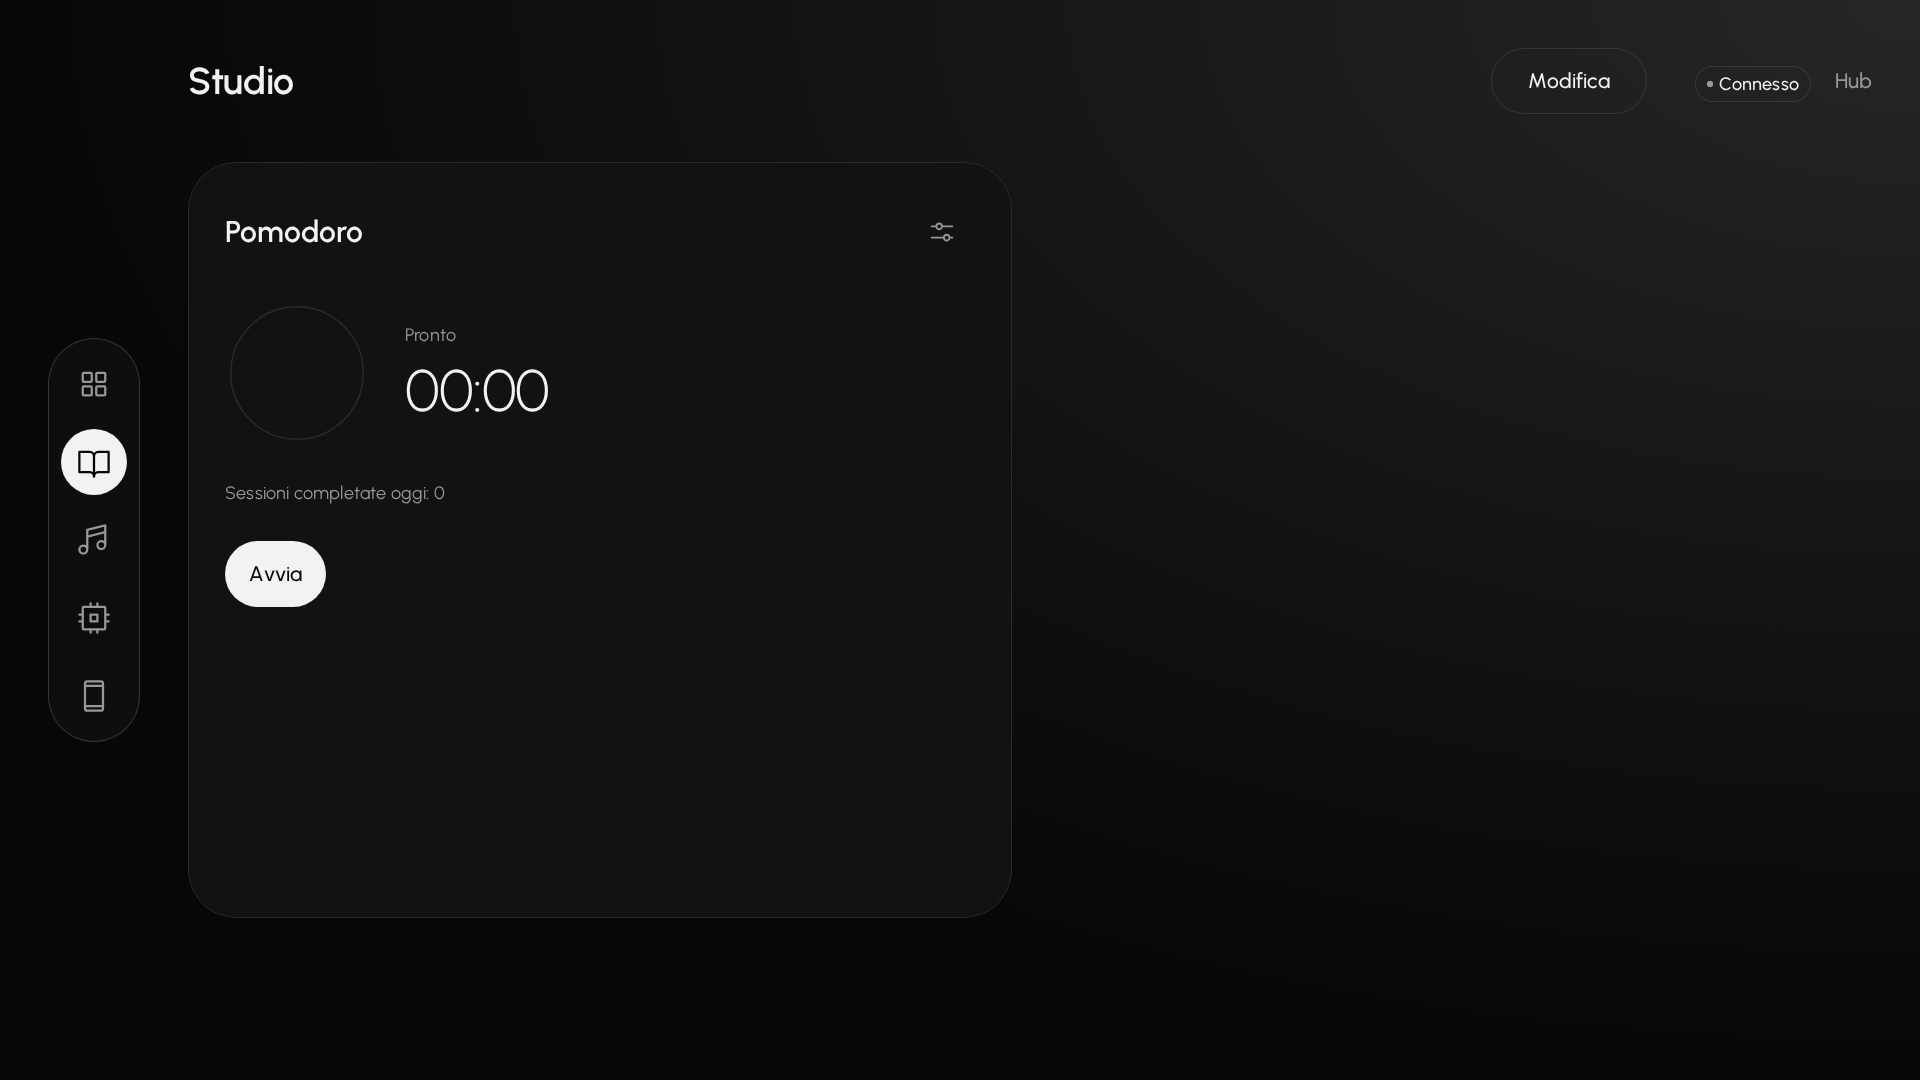 Studio
Modifica
Connesso
Hub
Pomodoro
Pronto
00:00
Sessioni completate oggi: 0
Avvia